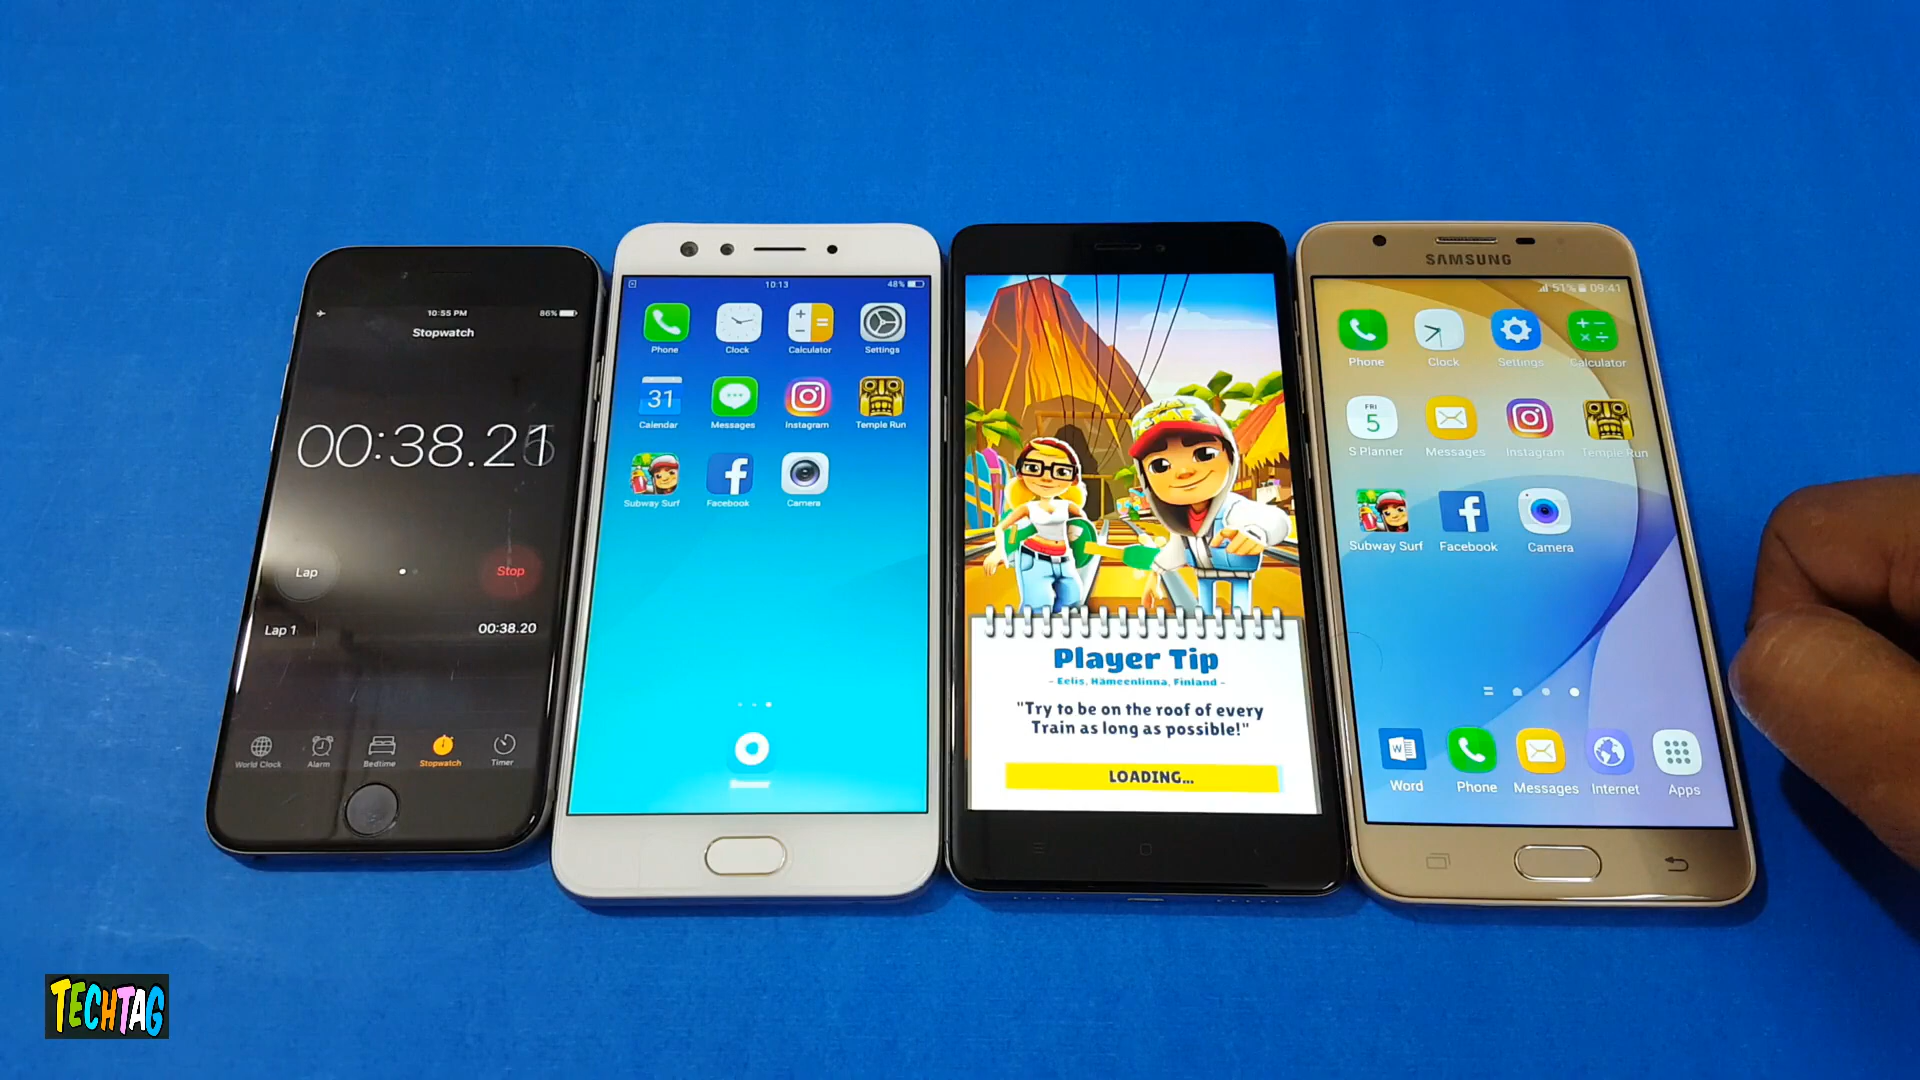 10:55 PM
86%
Stopwatch
00:38.21
Lap
Stop
Lap 1
00:38.20
World Clock
Alarm
Bedtime
Stopwatch
Timer
10:13
48%
Phone
Clock
Calculator
Settings
31
Calendar
Messages
Instagram
Temple Run
Subway Surf
Facebook
Camera
Player Tip
- Eelis, Hämeenlinna, Finland -
"Try to be on the roof of every
Train as long as possible!"
LOADING...
SAMSUNG
51%
09:41
Phone
Clock
Settings
Calculator
FRI
5
S Planner
Messages
Instagram
Temple Run
Subway Surf
Facebook
Camera
Word
Phone
Messages
Internet
Apps
TECHTAG